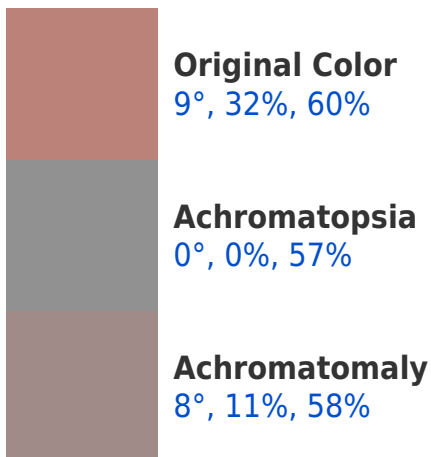 Original Color
9°, 32%, 60%
Achromatopsia
0°, 0%, 57%
Achromatomaly
8°, 11%, 58%